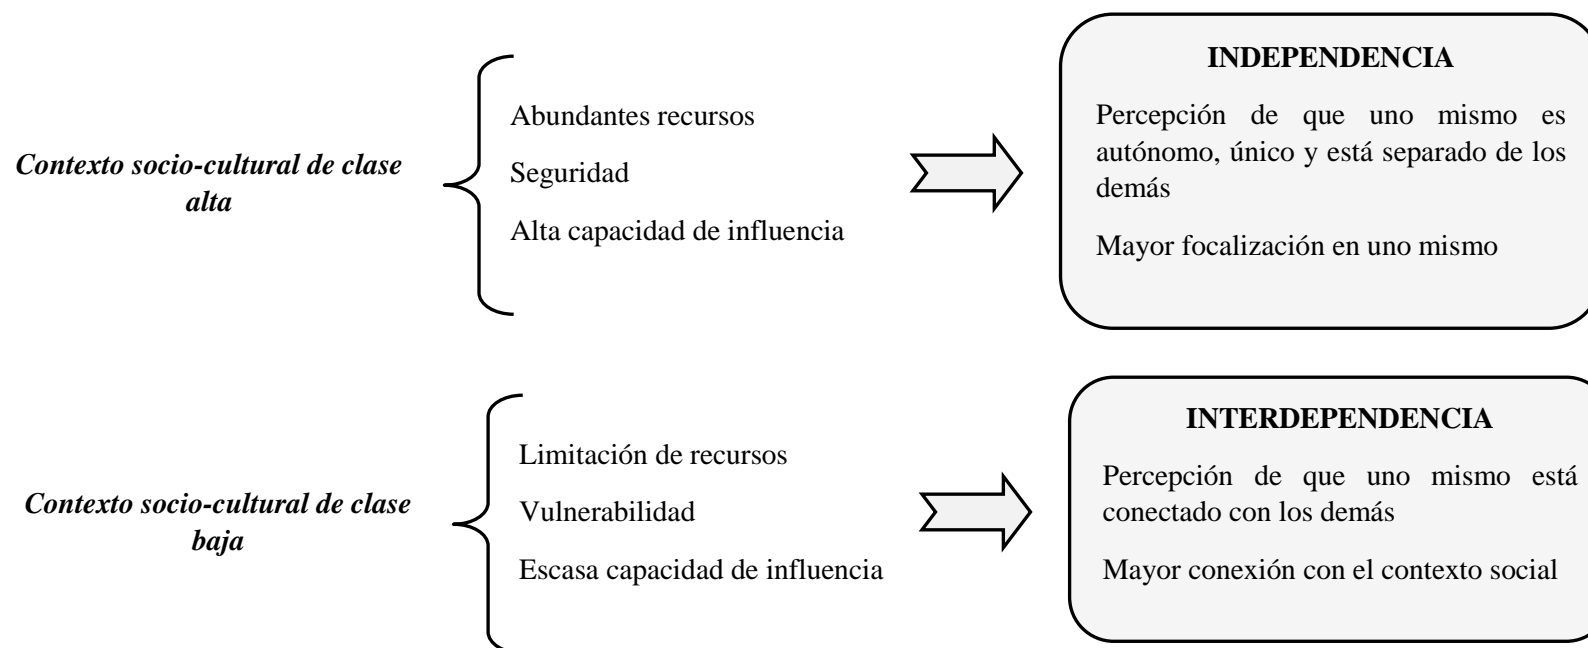 Contexto socio-cultural de clase
alta
Abundantes recursos
Seguridad
Alta capacidad de influencia
INDEPENDENCIA
Percepción de que uno mismo es
autónomo, único y está separado de los
demás
Mayor focalización en uno mismo
Contexto socio-cultural de clase
baja
Limitación de recursos
Vulnerabilidad
Escasa capacidad de influencia
INTERDEPENDENCIA
Percepción de que uno mismo está
conectado con los demás
Mayor conexión con el contexto social